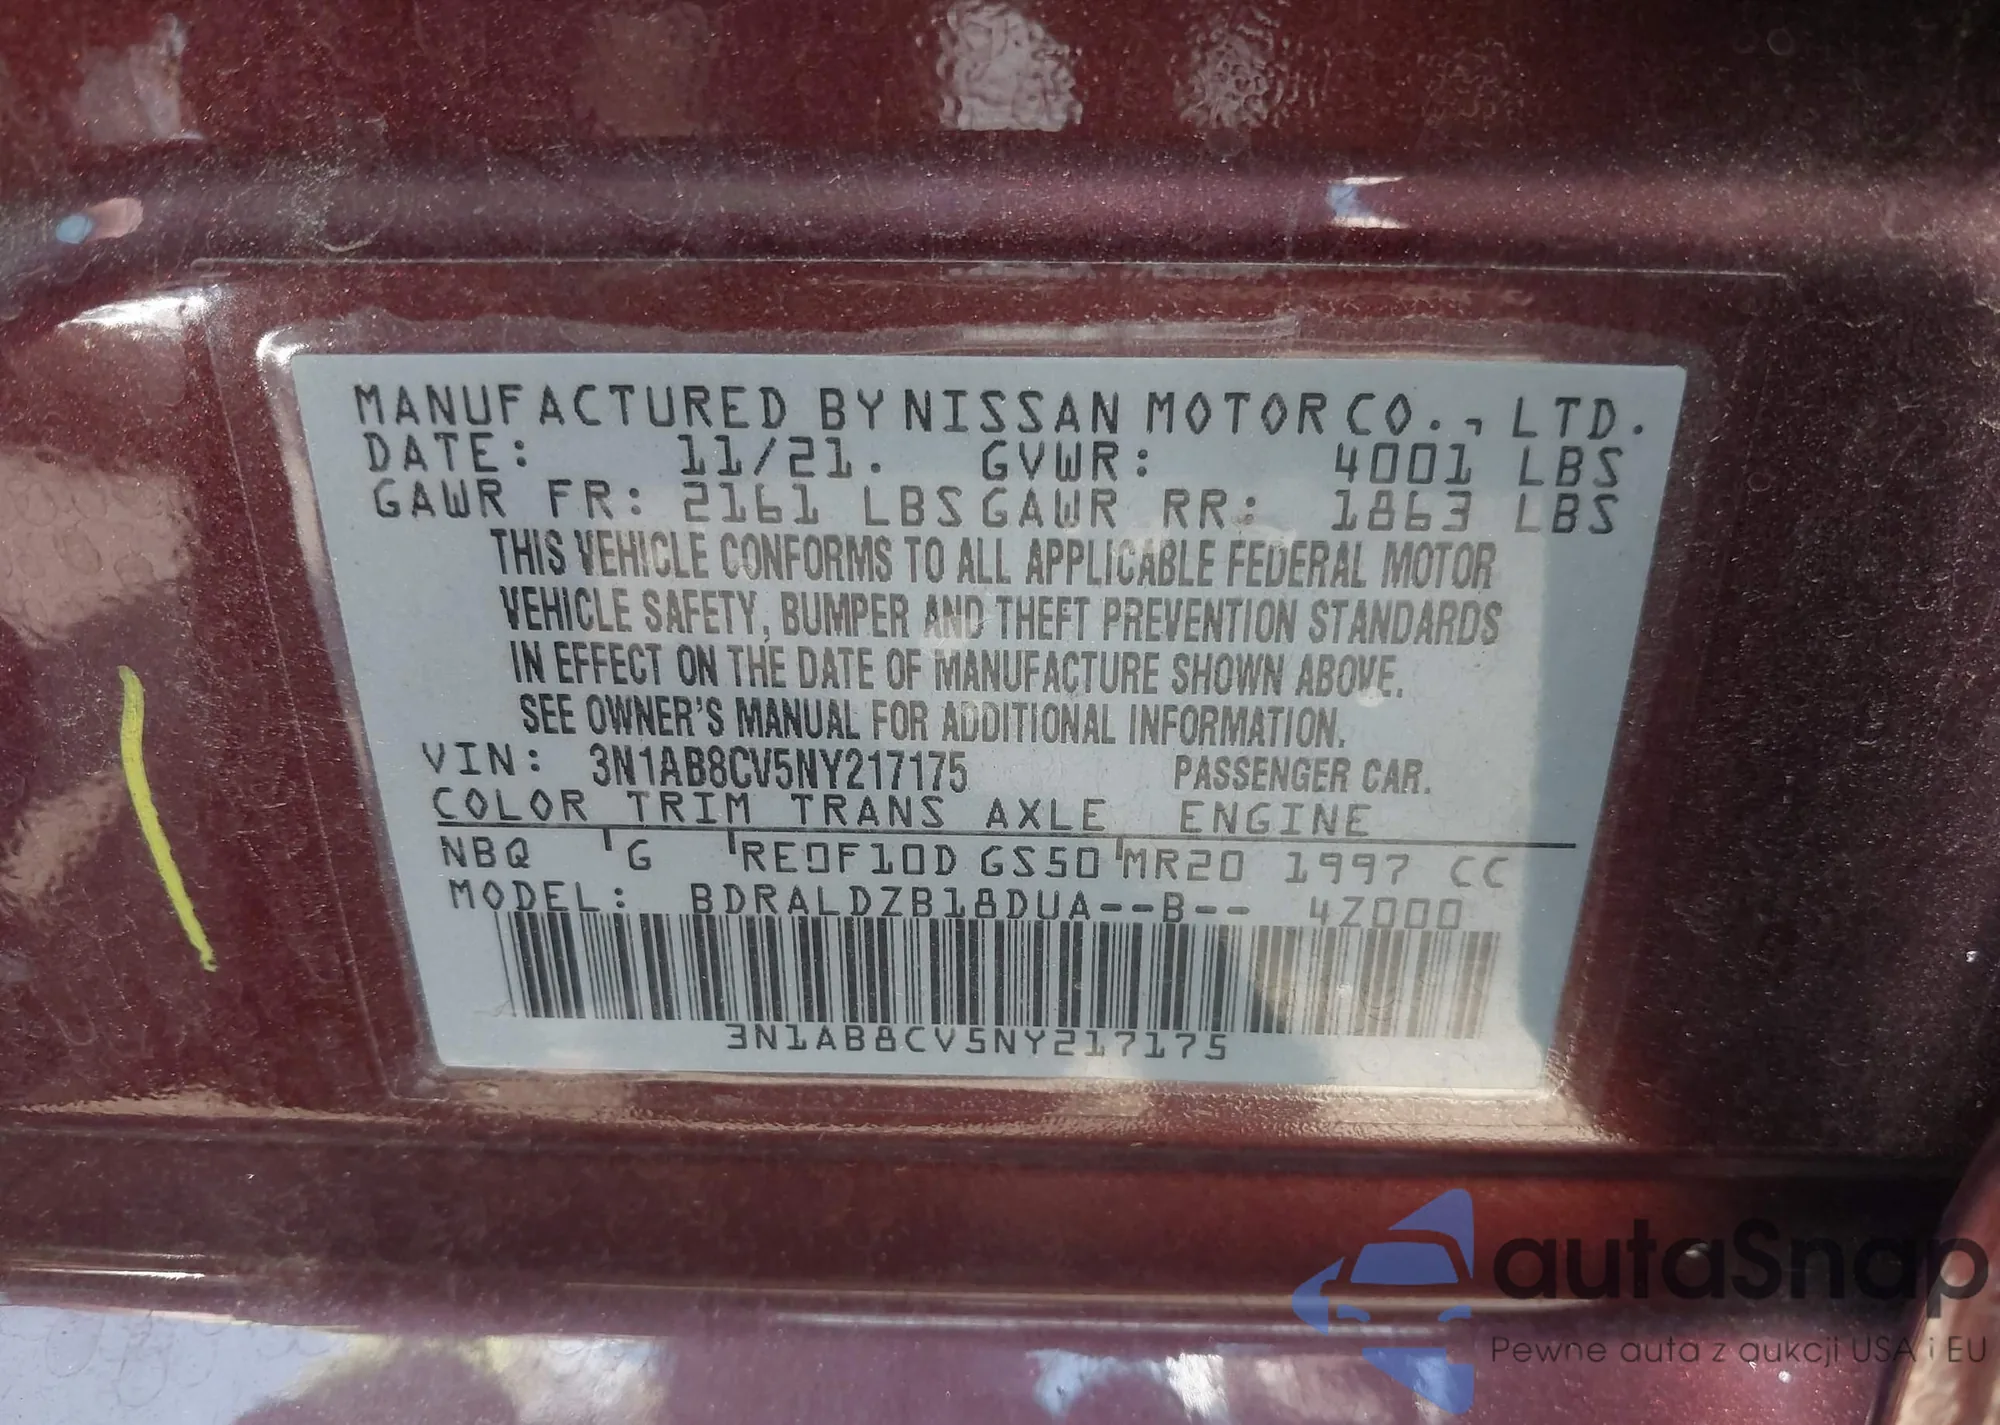 MANUFACTURED BY NISSAN MOTOR CO., LTD.
DATE: 11/21. GVWR: 4001 LBS
GAWR FR: 2161 LBS GAWR RR: 1863 LBS
THIS VEHICLE CONFORMS TO ALL APPLICABLE FEDERAL MOTOR
VEHICLE SAFETY, BUMPER AND THEFT PREVENTION STANDARDS
IN EFFECT ON THE DATE OF MANUFACTURE SHOWN ABOVE.
SEE OWNER'S MANUAL FOR ADDITIONAL INFORMATION.
VIN: 3N1AB8CV5NY217175 PASSENGER CAR.
COLOR TRIM TRANS AXLE ENGINE
NBQ G RE0F10D GS50 MR20 1997 CC
MODEL: BDRALDZB18DUA--B-- 4Z000
3N1AB8CV5NY217175
autaSnap
Pewne auta z aukcji USA i EU